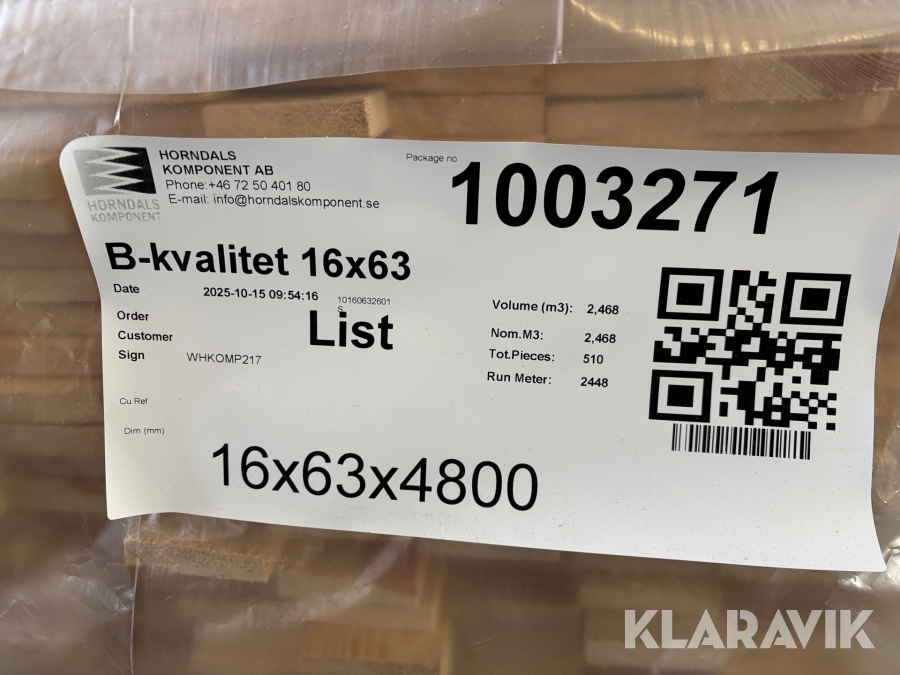 HORNDALS
KOMPONENT AB
Phone:+46 72 50 401 80
E-mail: info@horndalskomponent.se
HORNDALS
KOMPONENT
Package no
1003271
B-kvalitet 16x63
Date
2025-10-15 09:54:16
10160632601
S
Order
List
Customer
Sign
WHKOMP217
Volume (m3): 2,468
Nom.M3: 2,468
Tot.Pieces: 510
Run Meter: 2448
Cu Ref.
Dim.(mm)
16x63x4800
KLARAVIK